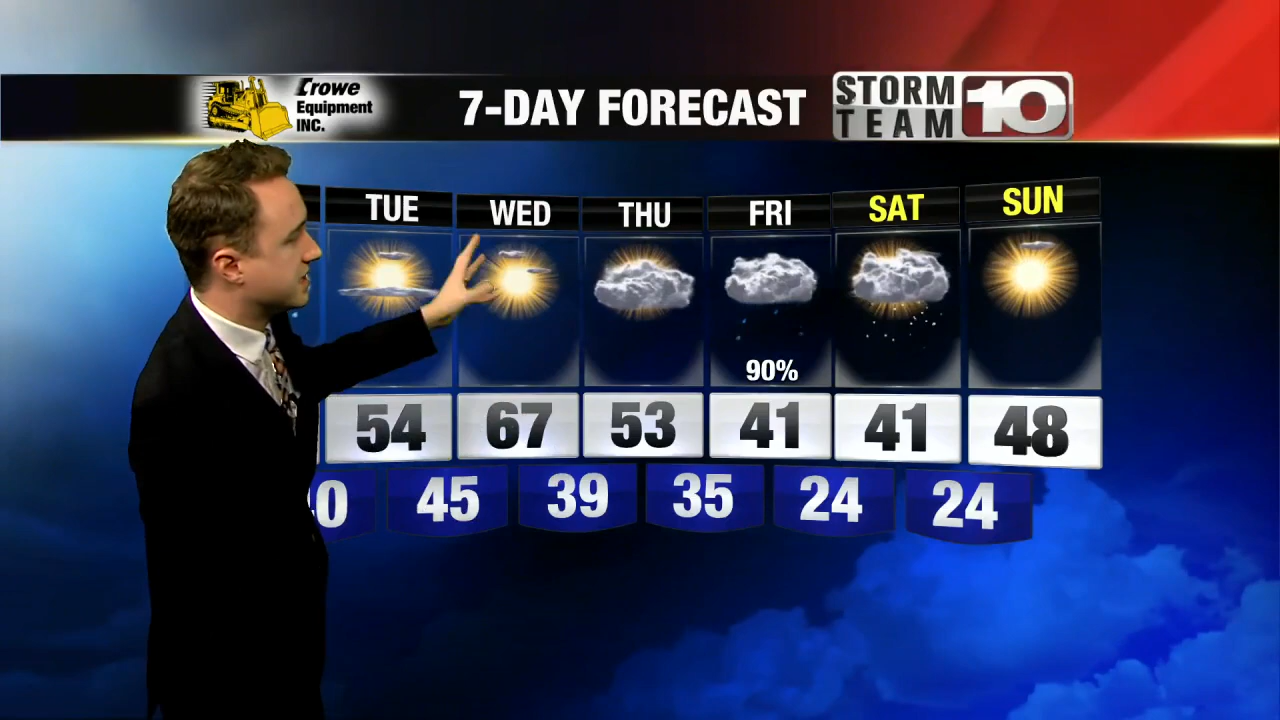 Crowe
Equipment
INC.
7-DAY FORECAST
STORM
TEAM
10
TUE WED THU FRI SAT SUN
90%
54 67 53 41 41 48
45 39 35 24 24